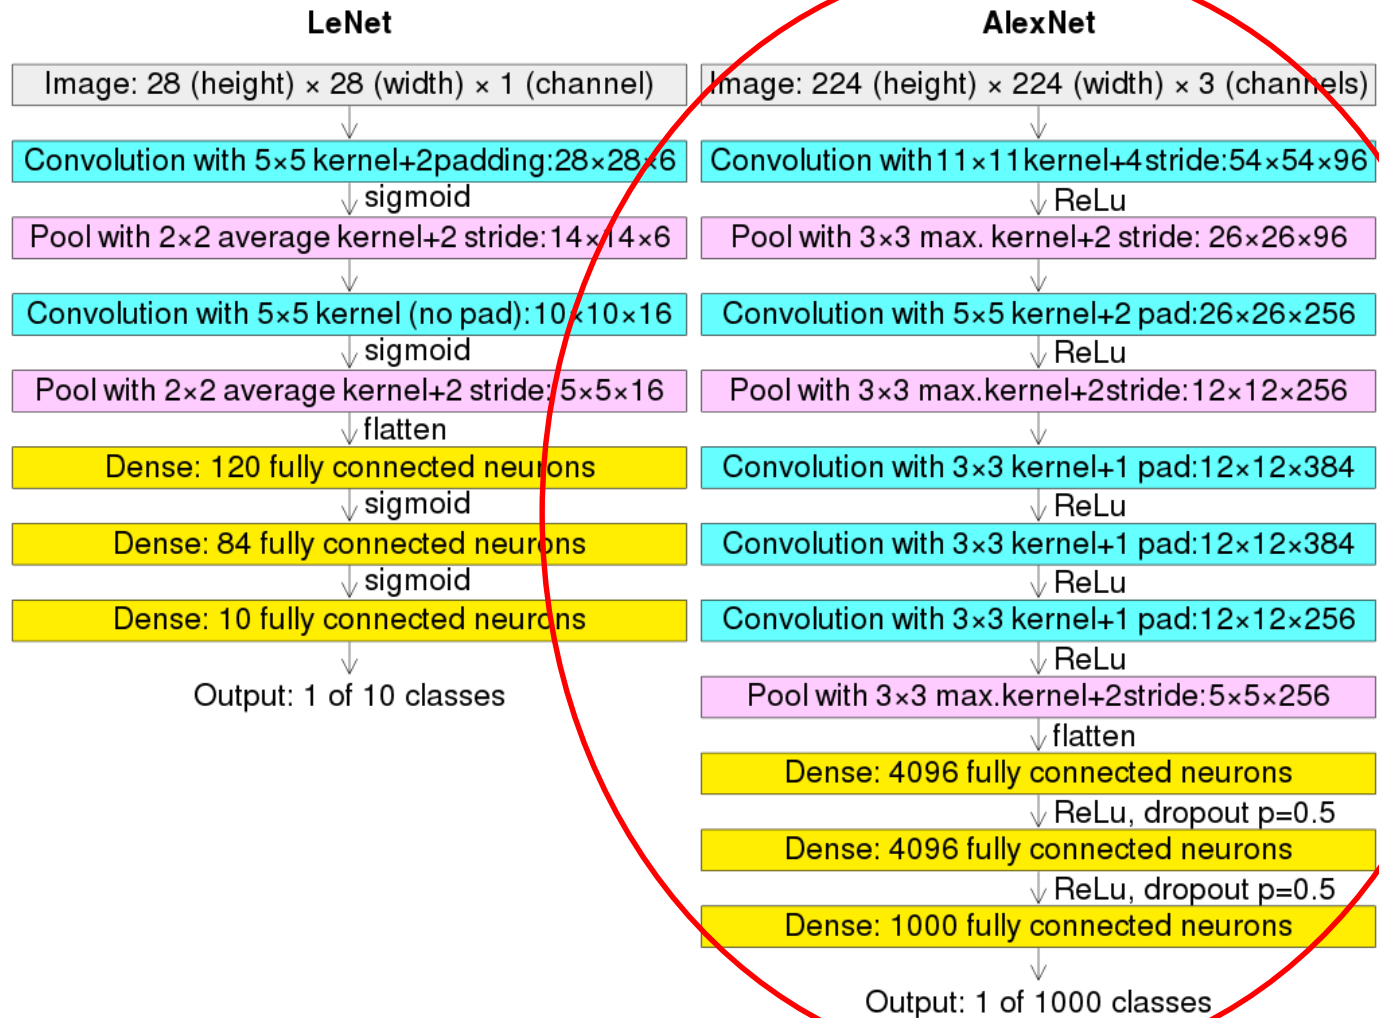 LeNet
Image: 28 (height) × 28 (width) × 1 (channel)
Convolution with 5×5 kernel+2padding:28×28×6
sigmoid
Pool with 2×2 average kernel+2 stride:14×14×6
Convolution with 5×5 kernel (no pad):10×10×16
sigmoid
Pool with 2×2 average kernel+2 stride: 5×5×16
flatten
Dense: 120 fully connected neurons
sigmoid
Dense: 84 fully connected neurons
sigmoid
Dense: 10 fully connected neurons
Output: 1 of 10 classes
AlexNet
Image: 224 (height) × 224 (width) × 3 (channels)
Convolution with 11×11 kernel+4 stride:54×54×96
ReLu
Pool with 3×3 max. kernel+2 stride: 26×26×96
Convolution with 5×5 kernel+2 pad:26×26×256
ReLu
Pool with 3×3 max.kernel+2stride:12×12×256
Convolution with 3×3 kernel+1 pad:12×12×384
ReLu
Convolution with 3×3 kernel+1 pad:12×12×384
ReLu
Convolution with 3×3 kernel+1 pad:12×12×256
ReLu
Pool with 3×3 max.kernel+2stride:5×5×256
flatten
Dense: 4096 fully connected neurons
ReLu, dropout p=0.5
Dense: 4096 fully connected neurons
ReLu, dropout p=0.5
Dense: 1000 fully connected neurons
Output: 1 of 1000 classes